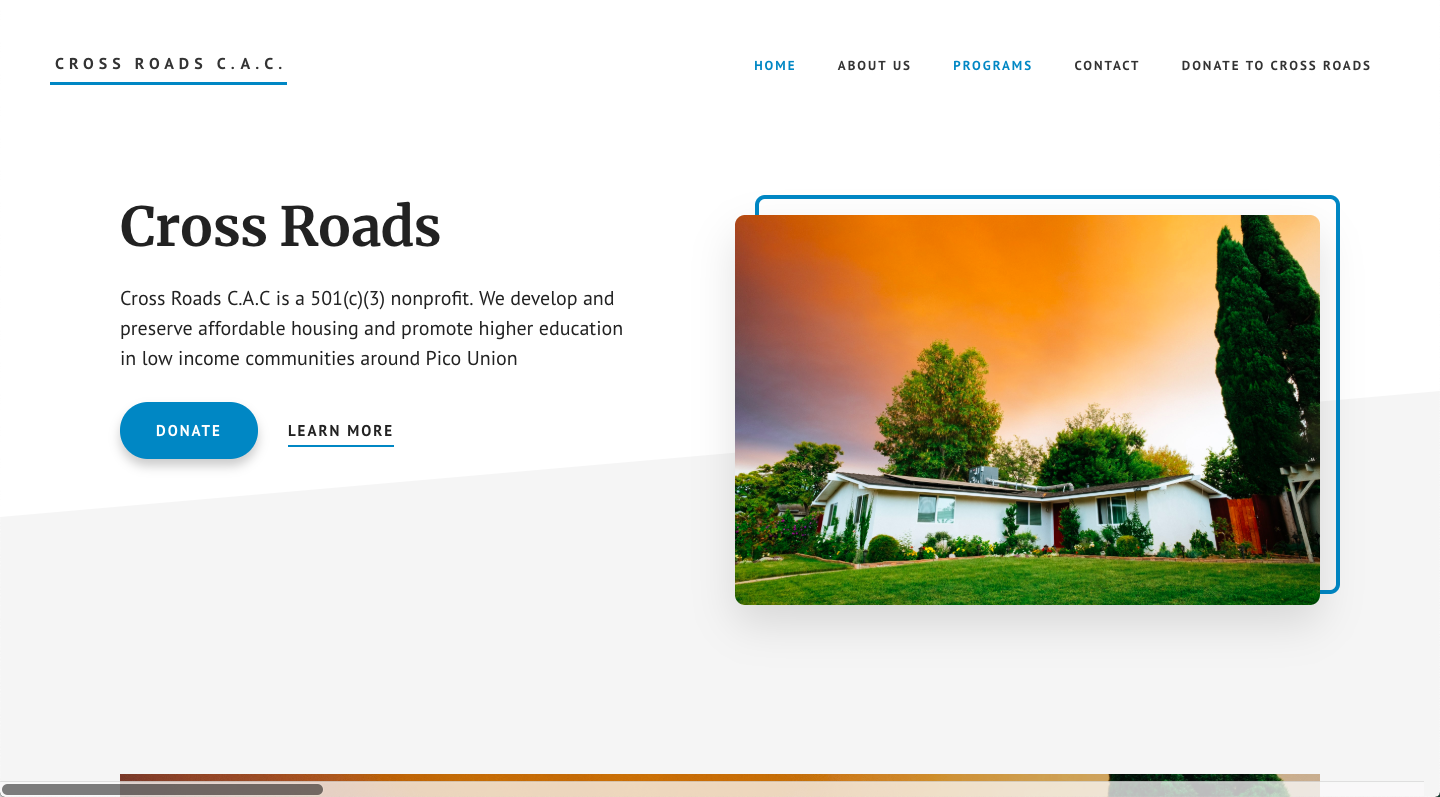 CROSS ROADS C.A.C.
HOME
ABOUT US
PROGRAMS
CONTACT
DONATE TO CROSS ROADS
Cross Roads
Cross Roads C.A.C is a 501(c)(3) nonprofit. We develop and
preserve affordable housing and promote higher education
in low income communities around Pico Union
DONATE
LEARN MORE